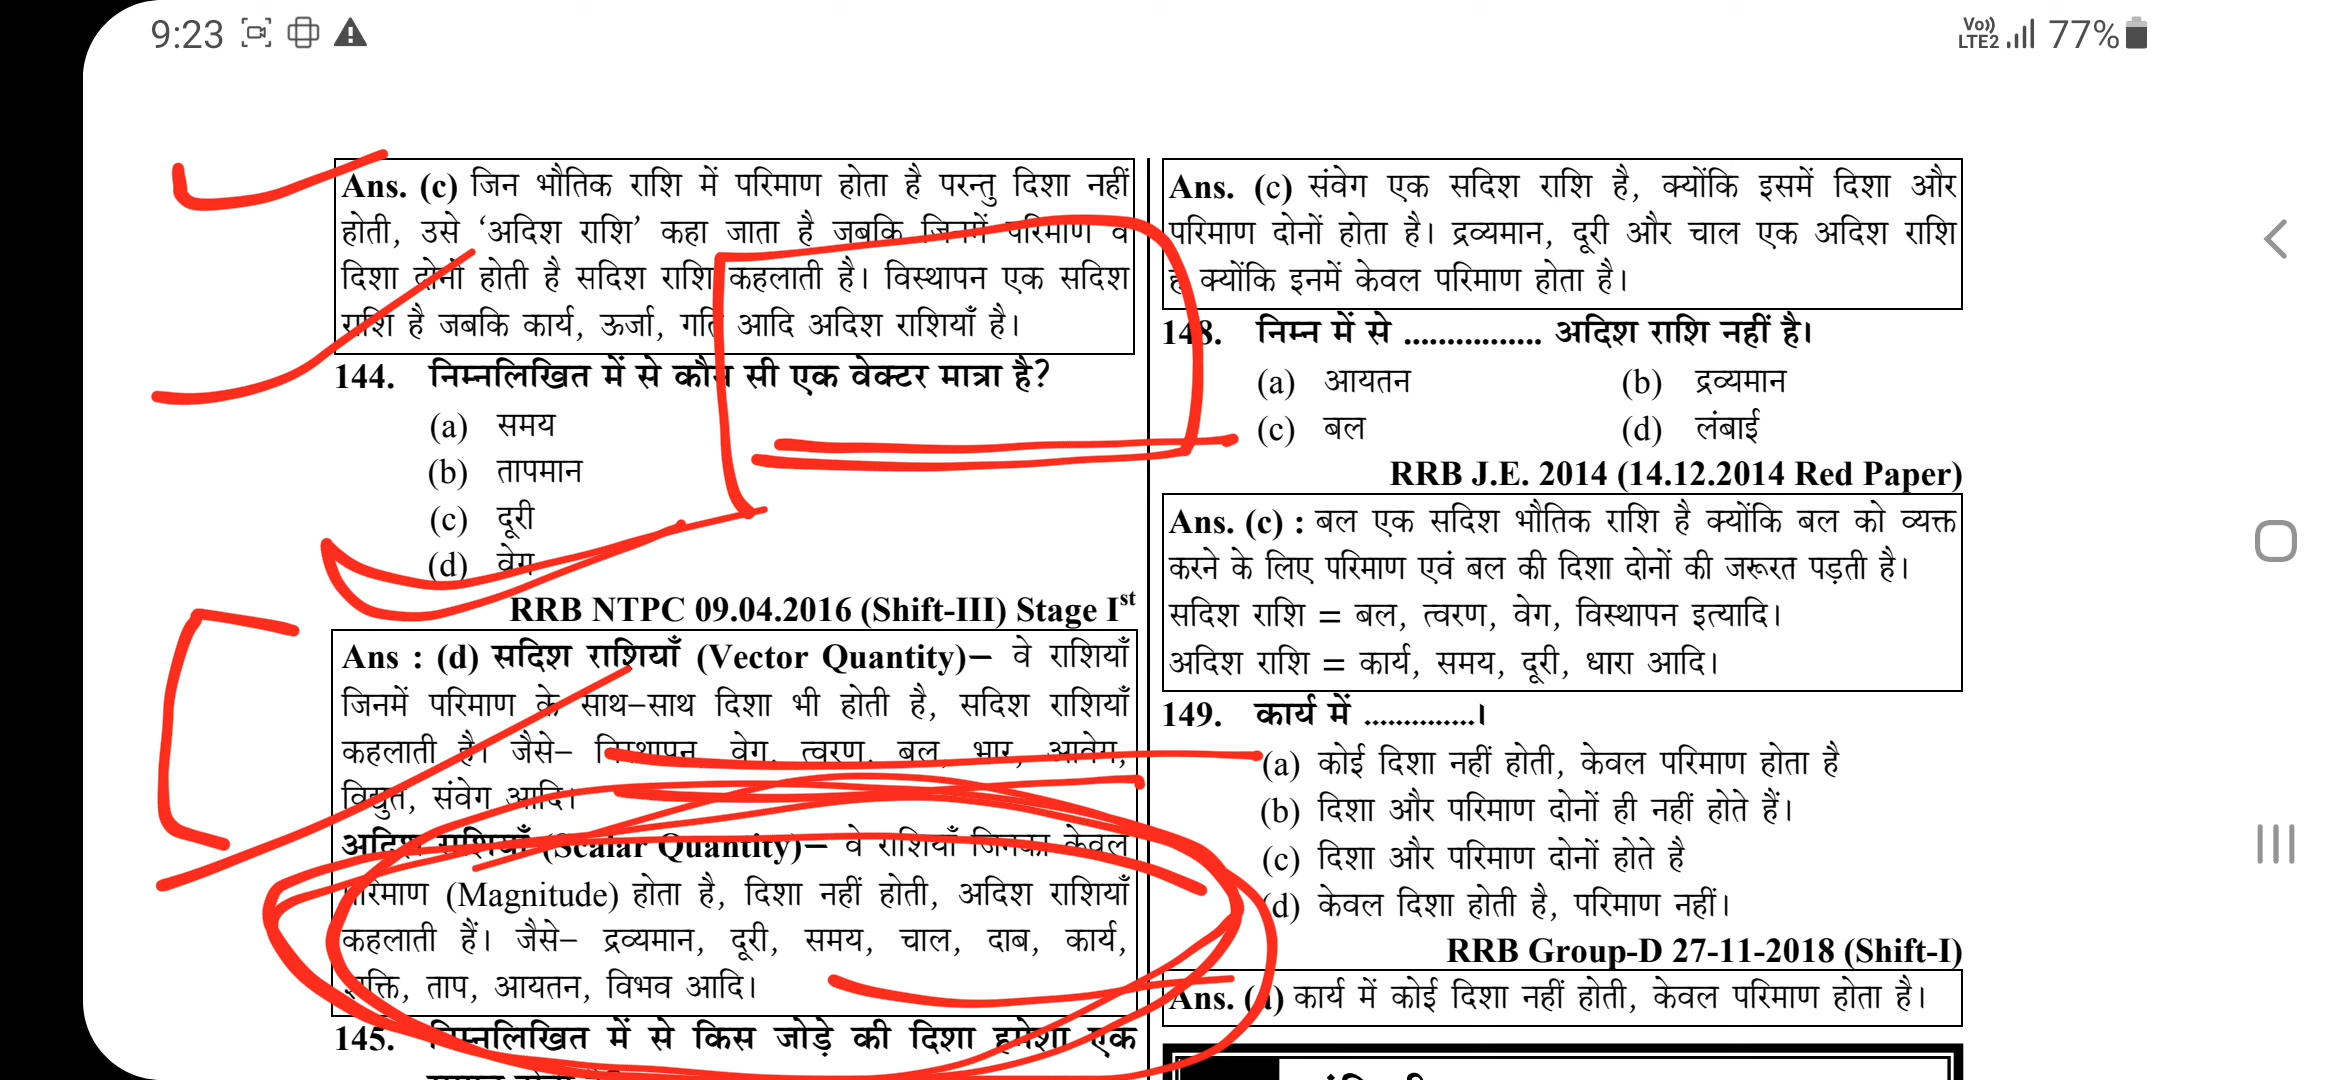 9:23
Vo)) LTE2 77%
Ans. (c) जिन भौतिक राशि में परिमाण होता है परन्तु दिशा नहीं
होती, उसे ‘अदिश राशि’ कहा जाता है जबकि जिनमें परिमाण व
दिशा दोनों होती है सदिश राशि कहलाती है। विस्थापन एक सदिश
राशि है जबकि कार्य, ऊर्जा, गति आदि अदिश राशियाँ है।
144. निम्नलिखित में से कौन सी एक वेक्टर मात्रा है?
(a) समय
(b) तापमान
(c) दूरी
(d) वेग
RRB NTPC 09.04.2016 (Shift-III) Stage Ist
Ans : (d) सदिश राशियाँ (Vector Quantity)– वे राशियाँ
जिनमें परिमाण के साथ–साथ दिशा भी होती है, सदिश राशियाँ
कहलाती है। जैसे– विस्थापन, वेग, त्वरण, बल, भार, आवेग,
विद्युत, संवेग आदि।
अदिश राशियाँ (Scalar Quantity)– वे राशियाँ जिनका केवल
परिमाण (Magnitude) होता है, दिशा नहीं होती, अदिश राशियाँ
कहलाती हैं। जैसे– द्रव्यमान, दूरी, समय, चाल, दाब, कार्य,
शक्ति, ताप, आयतन, विभव आदि।
145. निम्नलिखित में से किस जोड़े की दिशा हमेशा एक
Ans. (c) संवेग एक सदिश राशि है, क्योंकि इसमें दिशा और
परिमाण दोनों होता है। द्रव्यमान, दूरी और चाल एक अदिश राशि
है क्योंकि इनमें केवल परिमाण होता है।
148. निम्न में से ................ अदिश राशि नहीं है।
(a) आयतन (b) द्रव्यमान
(c) बल (d) लंबाई
RRB J.E. 2014 (14.12.2014 Red Paper)
Ans. (c) : बल एक सदिश भौतिक राशि है क्योंकि बल को व्यक्त
करने के लिए परिमाण एवं बल की दिशा दोनों की जरूरत पड़ती है।
सदिश राशि = बल, त्वरण, वेग, विस्थापन इत्यादि।
अदिश राशि = कार्य, समय, दूरी, धारा आदि।
149. कार्य में ..............।
(a) कोई दिशा नहीं होती, केवल परिमाण होता है
(b) दिशा और परिमाण दोनों ही नहीं होते हैं।
(c) दिशा और परिमाण दोनों होते है
(d) केवल दिशा होती है, परिमाण नहीं।
RRB Group-D 27-11-2018 (Shift-I)
Ans. (a) कार्य में कोई दिशा नहीं होती, केवल परिमाण होता है।